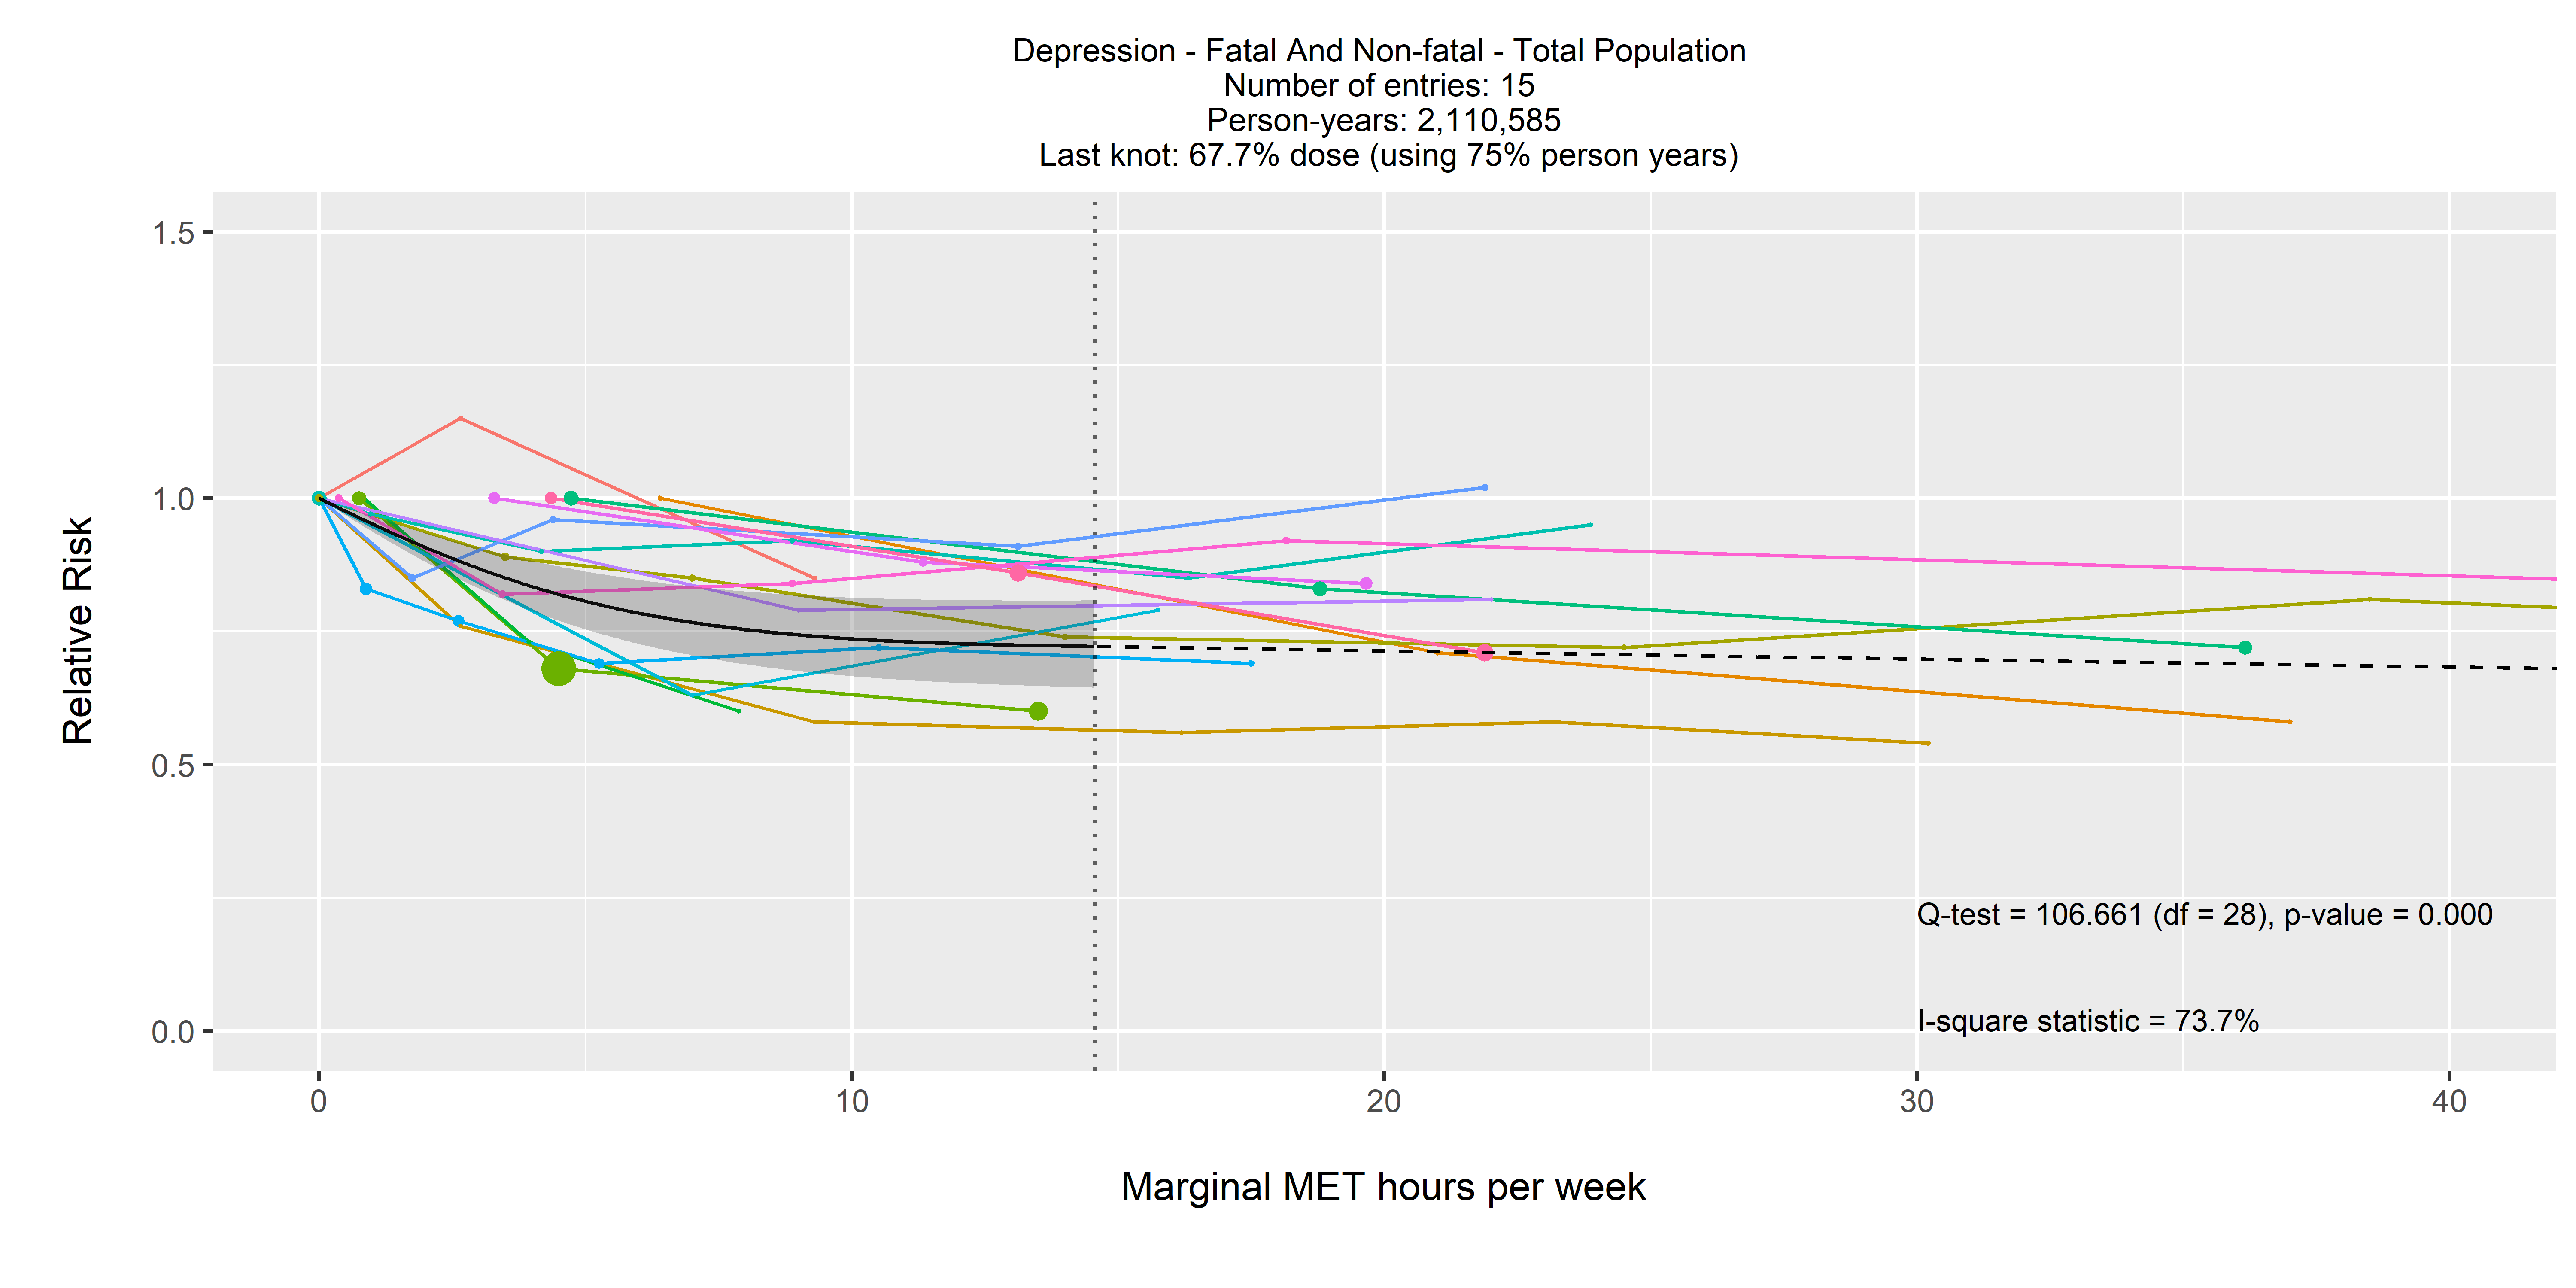 Depression - Fatal And Non-fatal - Total Population
Number of entries: 15
Person-years: 2,110,585
Last knot: 67.7% dose (using 75% person years)
1.5
1.0
0.5
0.0
Relative Risk
Q-test = 106.661 (df = 28), p-value = 0.000
I-square statistic = 73.7%
0 10 20 30 40
Marginal MET hours per week